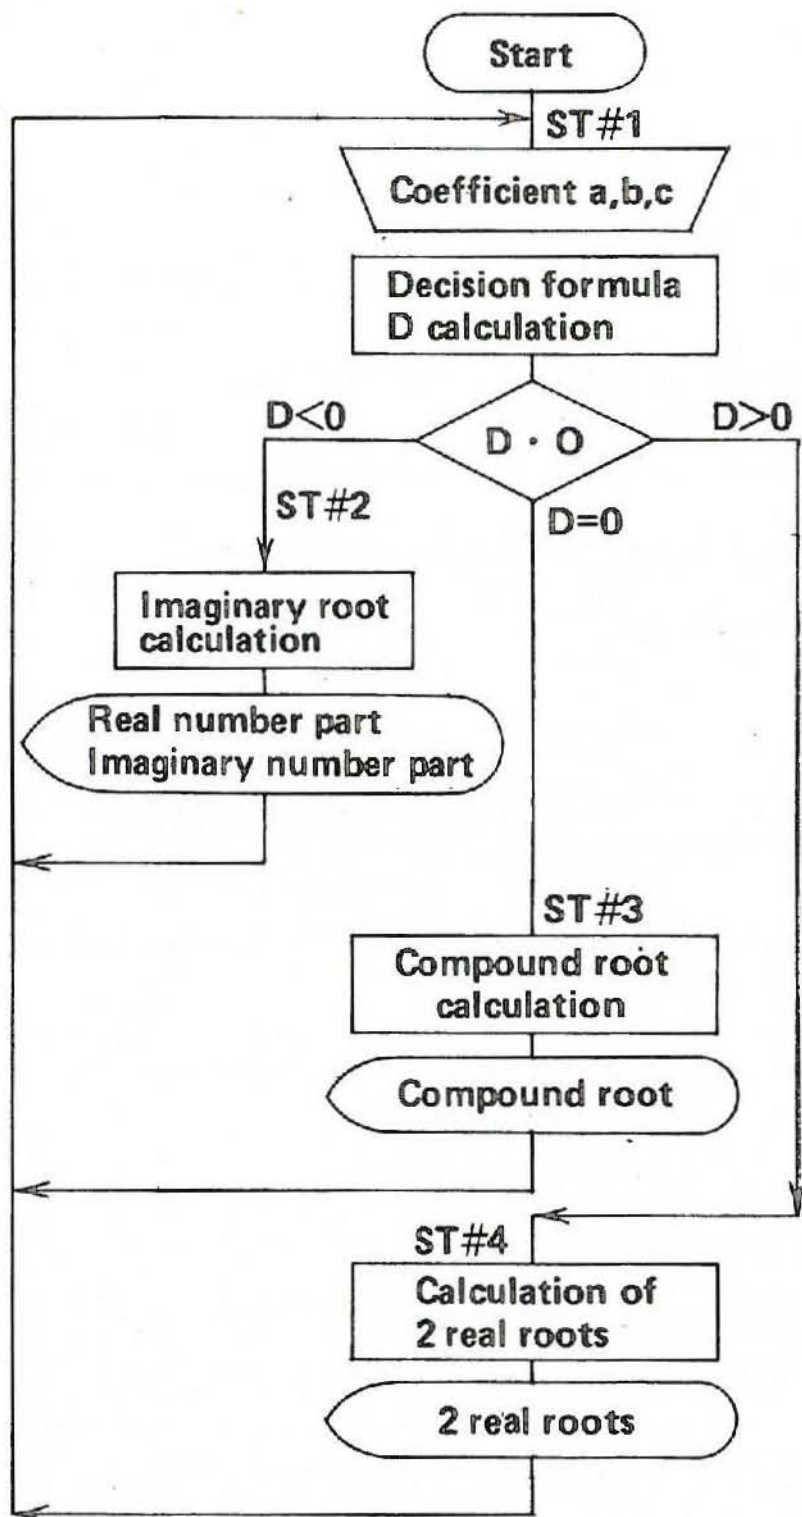 Start
ST#1
Coefficient a,b,c
Decision formula
D calculation
D<0
D · O
D>0
ST#2
D=0
Imaginary root
calculation
Real number part
Imaginary number part
ST#3
Compound root
calculation
Compound root
ST#4
Calculation of
2 real roots
2 real roots